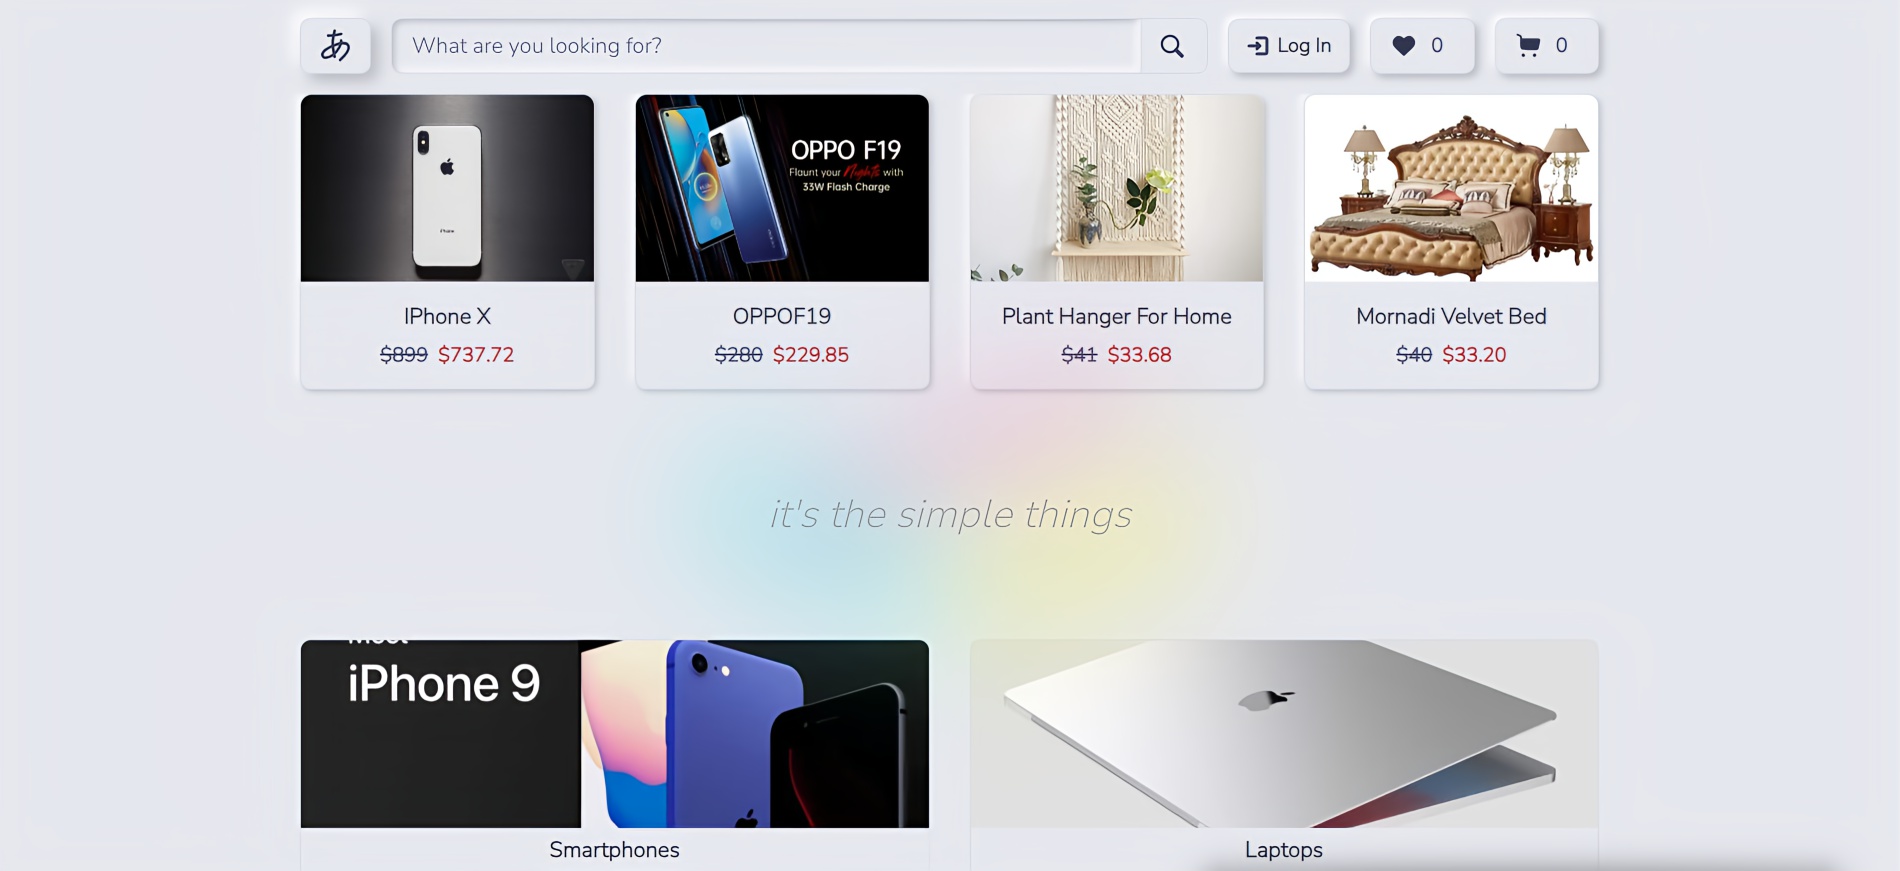 あ
What are you looking for?
Log In
0
0
OPPO F19
Flaunt your Nights with
33W Flash Charge
iPhone
IPhone X
$899 $737.72
OPPOF19
$280 $229.85
Plant Hanger For Home
$41 $33.68
Mornadi Velvet Bed
$40 $33.20
it's the simple things
iPhone 9
Smartphones
Laptops